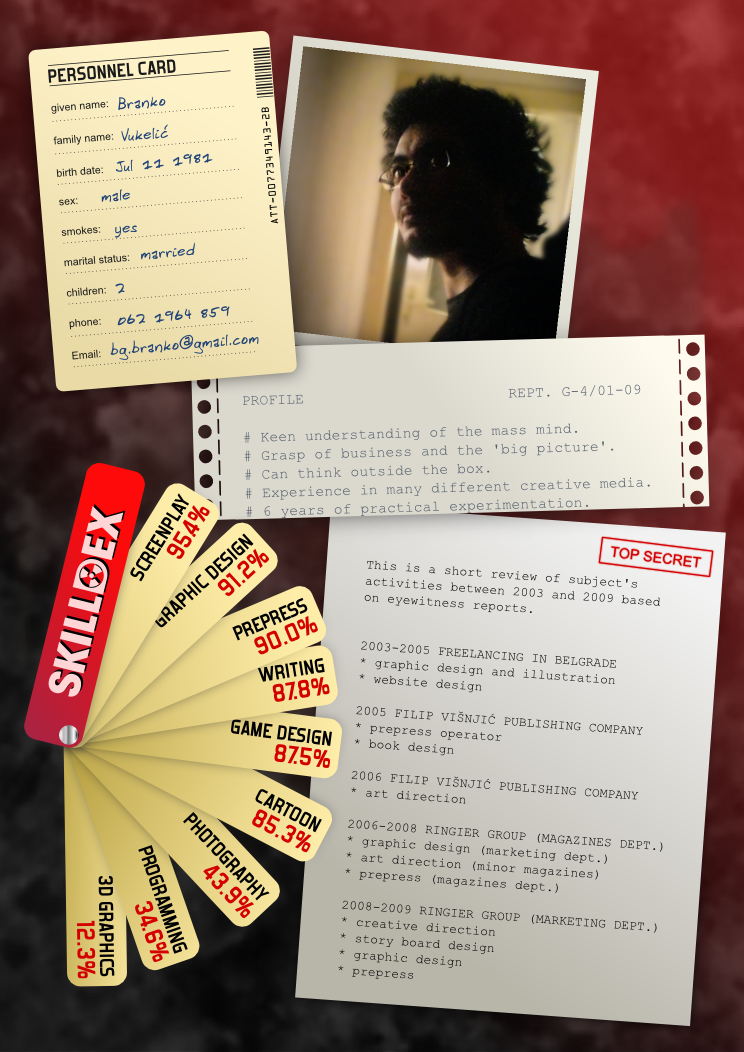 PERSONNEL CARD
given name: Branko
family name: Vukelić
birth date: Jul 11 1981
sex: male
smokes: yes
marital status: married
children: 2
phone: 062 1964 859
Email: bg.branko@gmail.com
ATT-007349143-2B
PROFILE REPT. G-4/01-09
# Keen understanding of the mass mind.
# Grasp of business and the 'big picture'.
# Can think outside the box.
# Experience in many different creative media.
# 6 years of practical experimentation.
SKILLDEX
SCREENPLAY
95.4%
GRAPHIC DESIGN
91.2%
PREPRESS
90.0%
WRITING
87.8%
GAME DESIGN
87.5%
CARTOON
85.3%
PHOTOGRAPHY
43.9%
PROGRAMMING
34.6%
3D GRAPHICS
12.3%
TOP SECRET
This is a short review of subject's
activities between 2003 and 2009 based
on eyewitness reports.
2003-2005 FREELANCING IN BELGRADE
* graphic design and illustration
* website design
2005 FILIP VIŠNJIĆ PUBLISHING COMPANY
* prepress operator
* book design
2006 FILIP VIŠNJIĆ PUBLISHING COMPANY
* art direction
2006-2008 RINGIER GROUP (MAGAZINES DEPT.)
* graphic design (marketing dept.)
* art direction (minor magazines)
* prepress (magazines dept.)
2008-2009 RINGIER GROUP (MARKETING DEPT.)
* creative direction
* story board design
* graphic design
* prepress